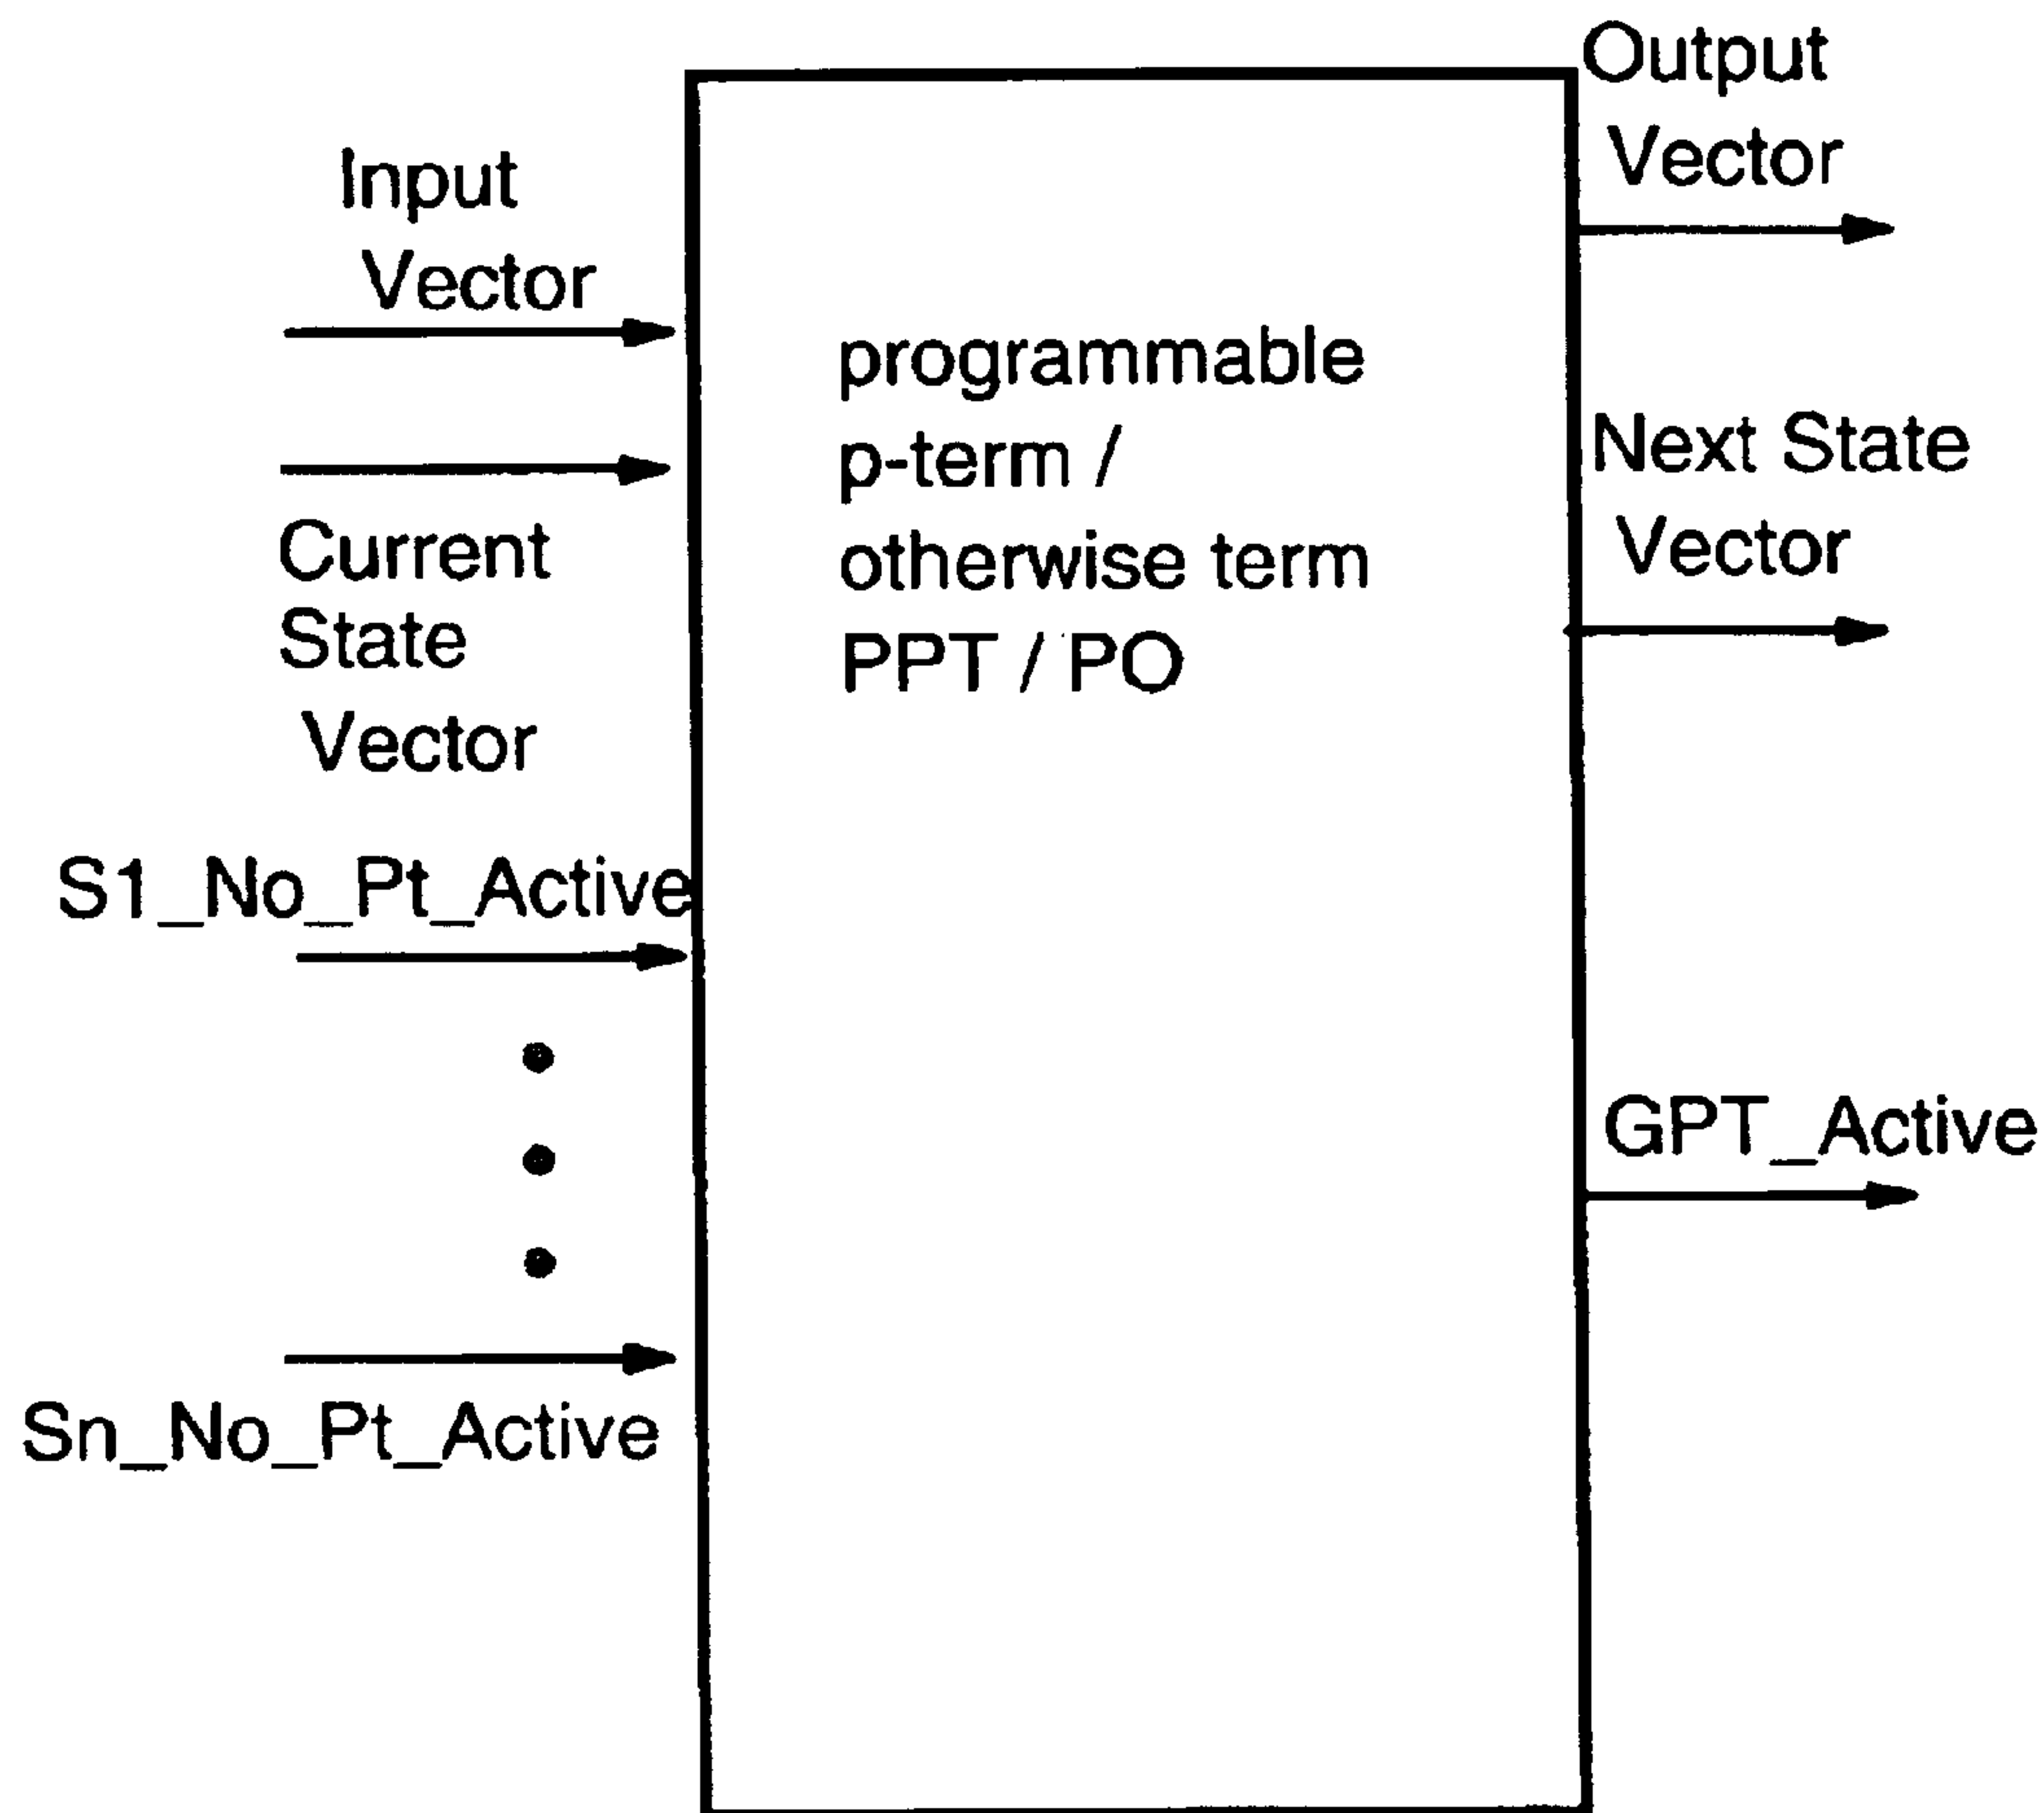 Input
Vector
Current
State
Vector
S1_No_Pt_Active
Sn_No_Pt_Active
programmable
p-term /
otherwise term
PPT / PO
Output
Vector
Next State
Vector
GPT_Active